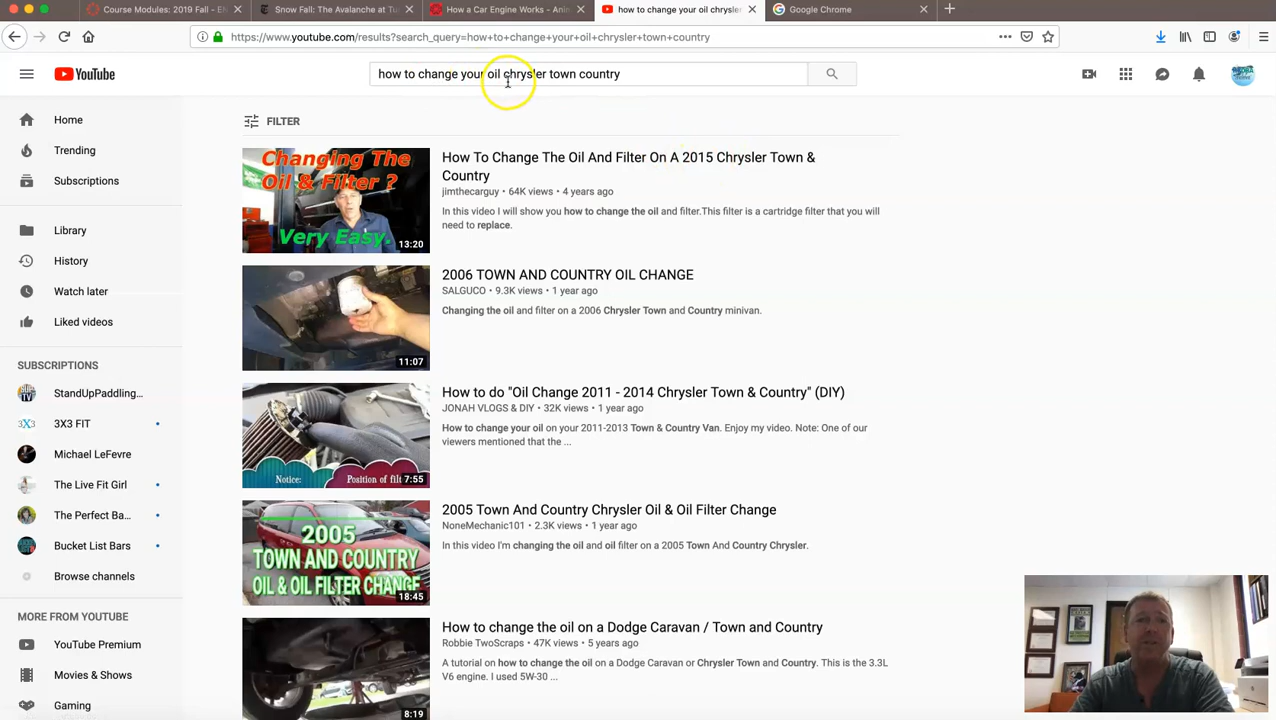 Course Modules: 2019 Fall - EN
Snow Fall: The Avalanche at Tu
How a Car Engine Works - Anin
how to change your oil chrysler
Google Chrome
https://www.youtube.com/results?search_query=how+to+change+your+oil+chrysler+town+country
YouTube
how to change your oil chrysler town country
Home
Trending
Subscriptions
Library
History
Watch later
Liked videos
SUBSCRIPTIONS
StandUpPaddling...
3X3 FIT
Michael LeFevre
The Live Fit Girl
The Perfect Ba...
Bucket List Bars
Browse channels
MORE FROM YOUTUBE
YouTube Premium
Movies & Shows
Gaming
FILTER
Changing The
Oil & Filter ?
Very Easy.
13:20
How To Change The Oil And Filter On A 2015 Chrysler Town &
Country
jimthecarguy • 64K views • 4 years ago
In this video I will show you how to change the oil and filter.This filter is a cartridge filter that you will
need to replace.
11:07
2006 TOWN AND COUNTRY OIL CHANGE
SALGUCO • 9.3K views • 1 year ago
Changing the oil and filter on a 2006 Chrysler Town and Country minivan.
Notice:
Position of filt
7:55
How to do "Oil Change 2011 - 2014 Chrysler Town & Country" (DIY)
JONAH VLOGS & DIY • 32K views • 1 year ago
How to change your oil on your 2011-2013 Town & Country Van. Enjoy my video. Note: One of our
viewers mentioned that the ...
2005
TOWN AND COUNTRY
OIL & OIL FILTER CHANGE
18:45
2005 Town And Country Chrysler Oil & Oil Filter Change
NoneMechanic101 • 2.3K views • 1 year ago
In this video I'm changing the oil and oil filter on a 2005 Town And Country Chrysler.
8:19
How to change the oil on a Dodge Caravan / Town and Country
Robbie TwoScraps • 47K views • 5 years ago
A tutorial on how to change the oil on a Dodge Caravan or Chrysler Town and Country. This is the 3.3L
V6 engine. I used 5W-30 ...